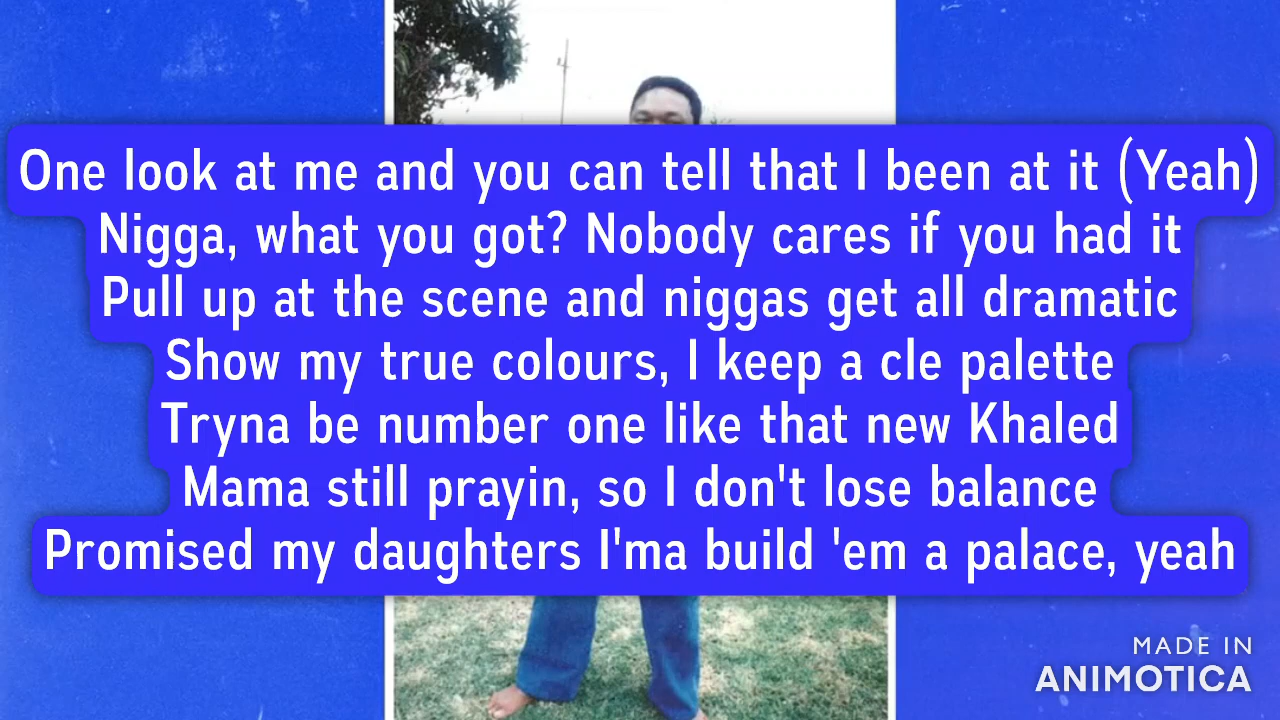 One look at me and you can tell that I been at it (Yeah)
Nigga, what you got? Nobody cares if you had it
Pull up at the scene and niggas get all dramatic
Show my true colours, I keep a cle palette
Tryna be number one like that new Khaled
Mama still prayin, so I don't lose balance
Promised my daughters I'ma build 'em a palace, yeah
MADE IN
ANIMOTICA